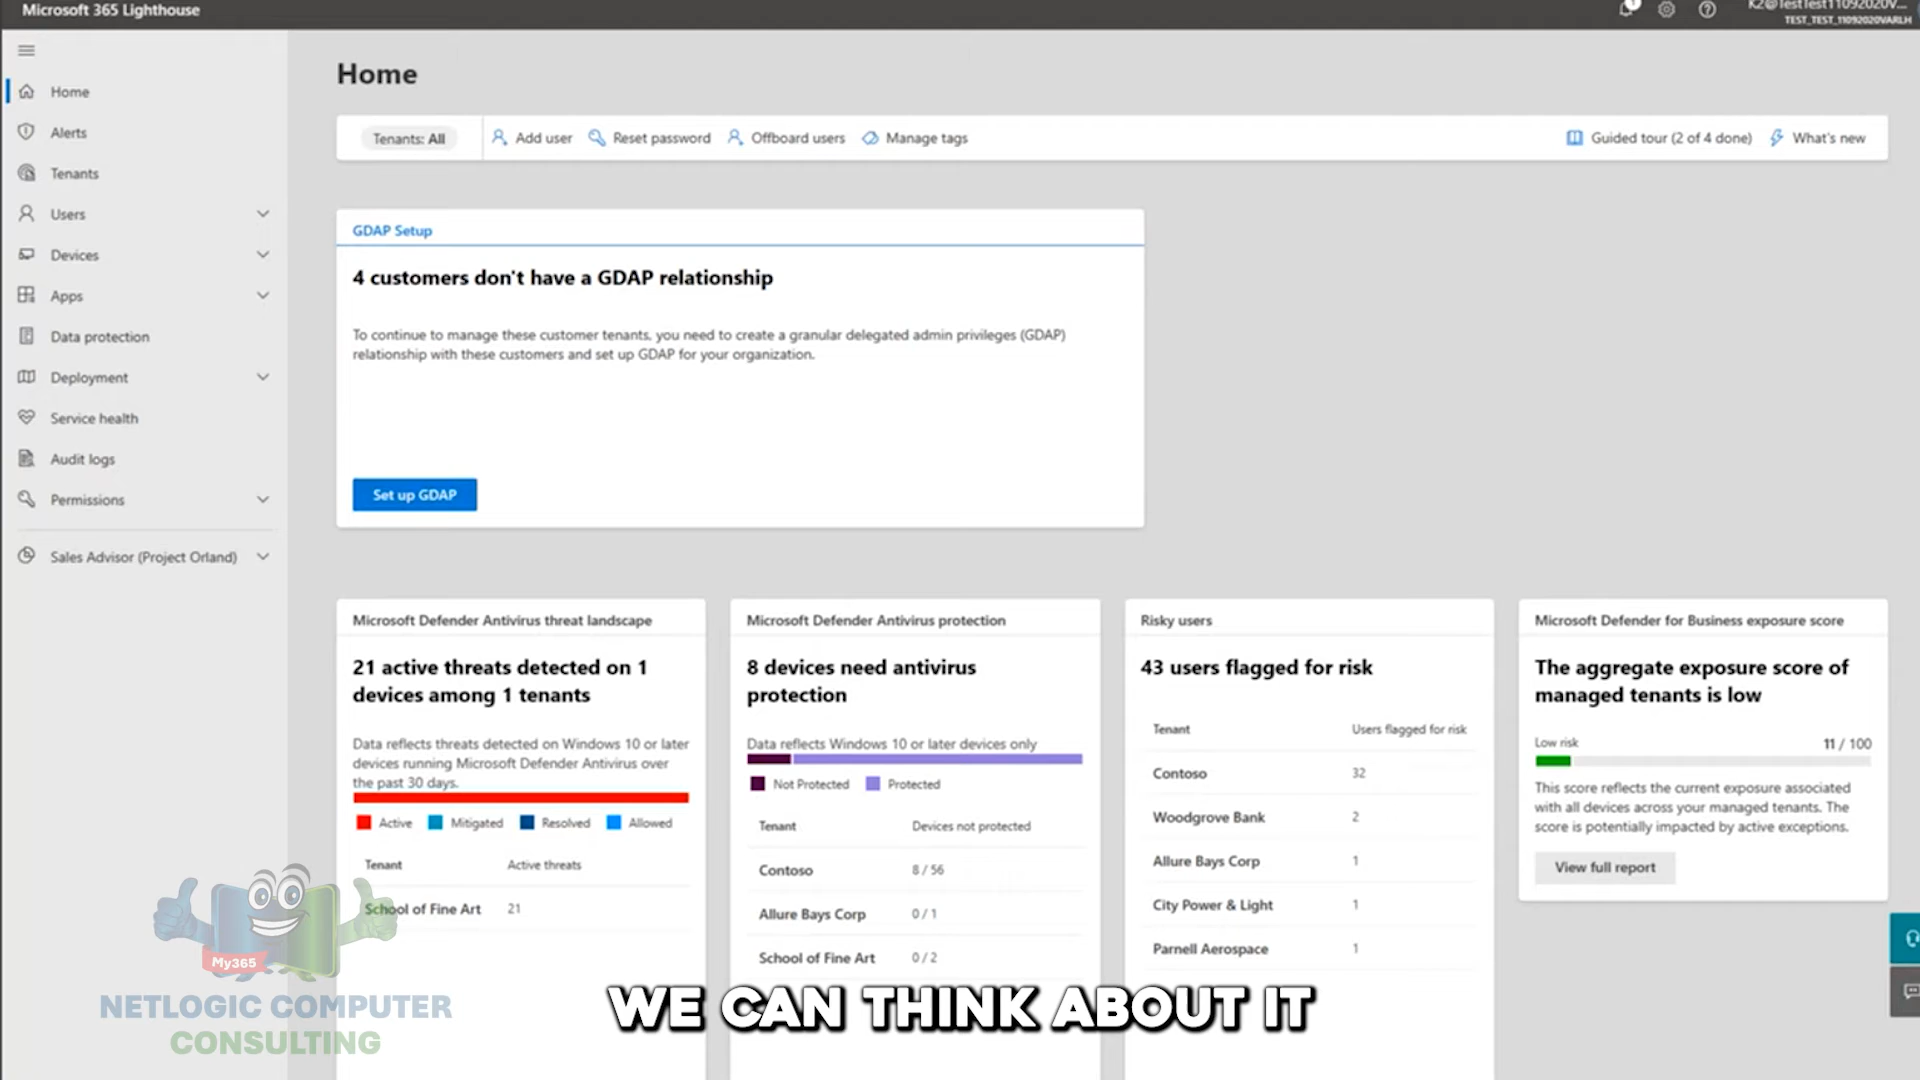 Microsoft 365 Lighthouse
TEST_TEST_11092020VARLH
Home
Alerts
Tenants
Users
Devices
Apps
Data protection
Deployment
Service health
Audit logs
Permissions
Sales Advisor (Project Orland)
Home
Tenants: All
Add user
Reset password
Offboard users
Manage tags
Guided tour (2 of 4 done)
What's new
GDAP Setup
4 customers don't have a GDAP relationship
To continue to manage these customer tenants, you need to create a granular delegated admin privileges (GDAP)
relationship with these customers and set up GDAP for your organization.
Set up GDAP
Microsoft Defender Antivirus threat landscape
21 active threats detected on 1
devices among 1 tenants
Data reflects threats detected on Windows 10 or later
devices running Microsoft Defender Antivirus over
the past 30 days.
Active Mitigated Resolved Allowed
Tenant Active threats
School of Fine Art 21
Microsoft Defender Antivirus protection
8 devices need antivirus
protection
Data reflects Windows 10 or later devices only
Not Protected Protected
Tenant Devices not protected
Contoso 8 / 56
Allure Bays Corp 0 / 1
School of Fine Art 0 / 2
Risky users
43 users flagged for risk
Tenant Users flagged for risk
Contoso 32
Woodgrove Bank 2
Allure Bays Corp 1
City Power & Light 1
Parnell Aerospace 1
Microsoft Defender for Business exposure score
The aggregate exposure score of
managed tenants is low
Low risk 11 / 100
This score reflects the current exposure associated
with all devices across your managed tenants. The
score is potentially impacted by active exceptions.
View full report
My365
NETLOGIC COMPUTER
CONSULTING
WE CAN THINK ABOUT IT